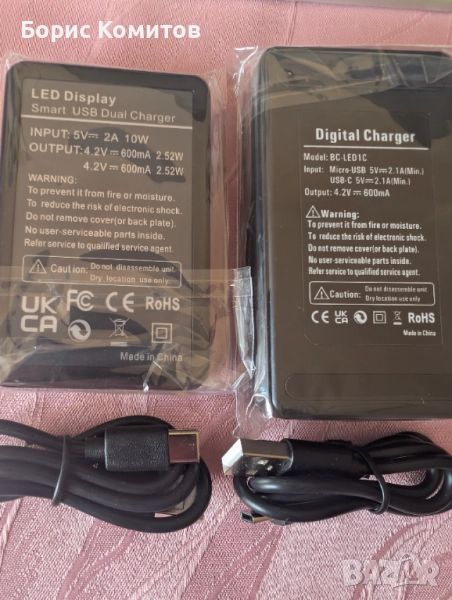 Борис Комитов
LED Display
Smart USB Dual Charger
INPUT: 5V⎓ 2A 10W
OUTPUT: 4.2V⎓ 600mA 2.52W
4.2V⎓ 600mA 2.52W
⚠Warning:
To prevent it from fire or moisture.
To reduce the risk of electronic shock.
Do not remove cover(or back plate).
No user-serviceable parts inside.
Refer service to qualified service agent.
⚠ Caution: Do not disassemble unit.
Dry location use only
UK CA FC CE RoHS
Made in China
Digital Charger
Model: BC-LED1C
Input: Micro-USB 5V⎓2.1A(Min.)
USB-C 5V⎓2.1A(Min.)
Output: 4.2V⎓600mA
⚠Warning:
To prevent it from fire or moisture.
To reduce the risk of electronic shock.
Do not remove cover(or back plate).
No user-serviceable parts inside.
Refer service to qualified service agent.
⚠Caution: Do not disassemble unit.
Dry location use only.
CE UK CA FC RoHS
Made in China
BAZAR